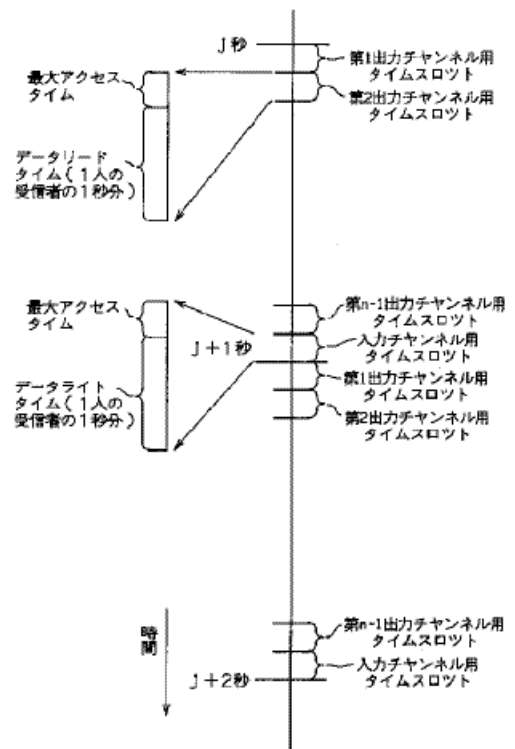 J秒
第1出力チャンネル用
タイムスロツト
第2出力チャンネル用
タイムスロツト
最大アクセス
タイム
データリード
タイム(1人の
受信者の1秒分)
最大アクセス
タイム
J+1秒
データライト
タイム(1人の
受信者の1秒分)
第n-1出力チャンネル用
タイムスロツト
入力チャンネル用
タイムスロツト
第1出力チャンネル用
タイムスロツト
第2出力チャンネル用
タイムスロツト
時間
第n-1出力チャンネル用
タイムスロツト
入力チャンネル用
タイムスロツト
J+2秒